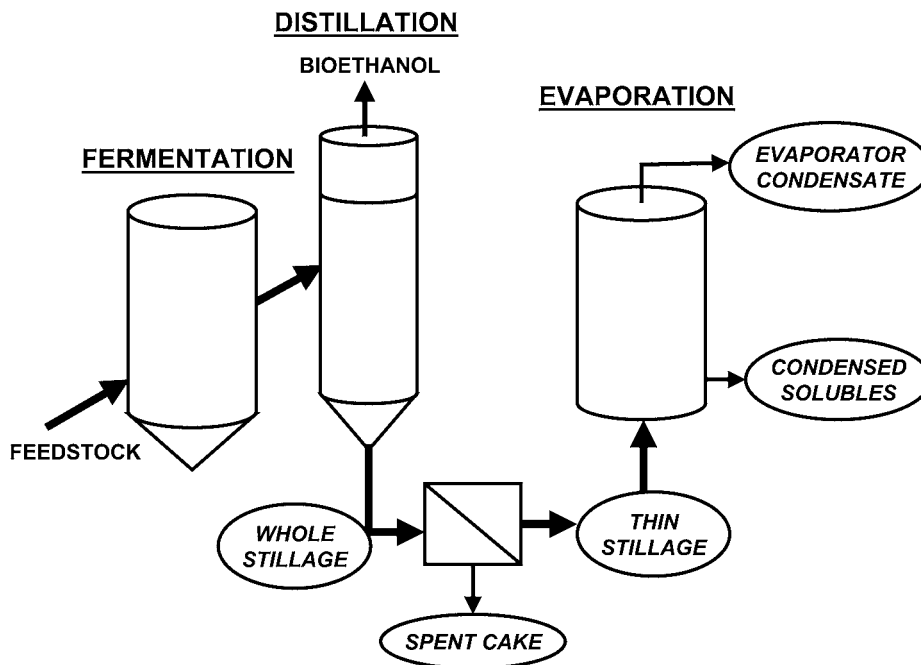 DISTILLATION
BIOETHANOL
EVAPORATION
FERMENTATION
EVAPORATOR
CONDENSATE
CONDENSED
SOLUBLES
FEEDSTOCK
WHOLE
STILLAGE
THIN
STILLAGE
SPENT CAKE